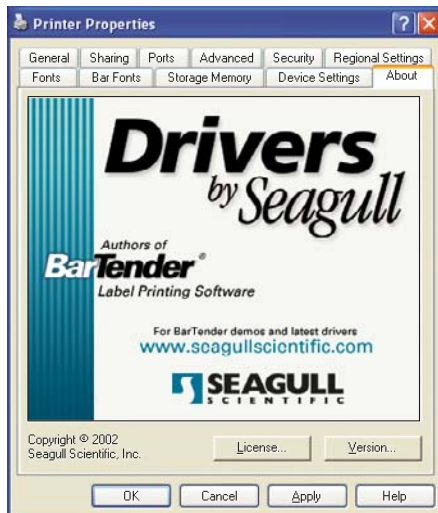 Printer Properties
General Sharing Ports Advanced Security Regional Settings
Fonts Bar Fonts Storage Memory Device Settings About
Drivers
by Seagull
Authors of
BarTender®
Label Printing Software
For BarTender demos and latest drivers
www.seagullscientific.com
SEAGULL
SCIENTIFIC
Copyright © 2002
Seagull Scientific, Inc.
License... Version...
OK Cancel Apply Help